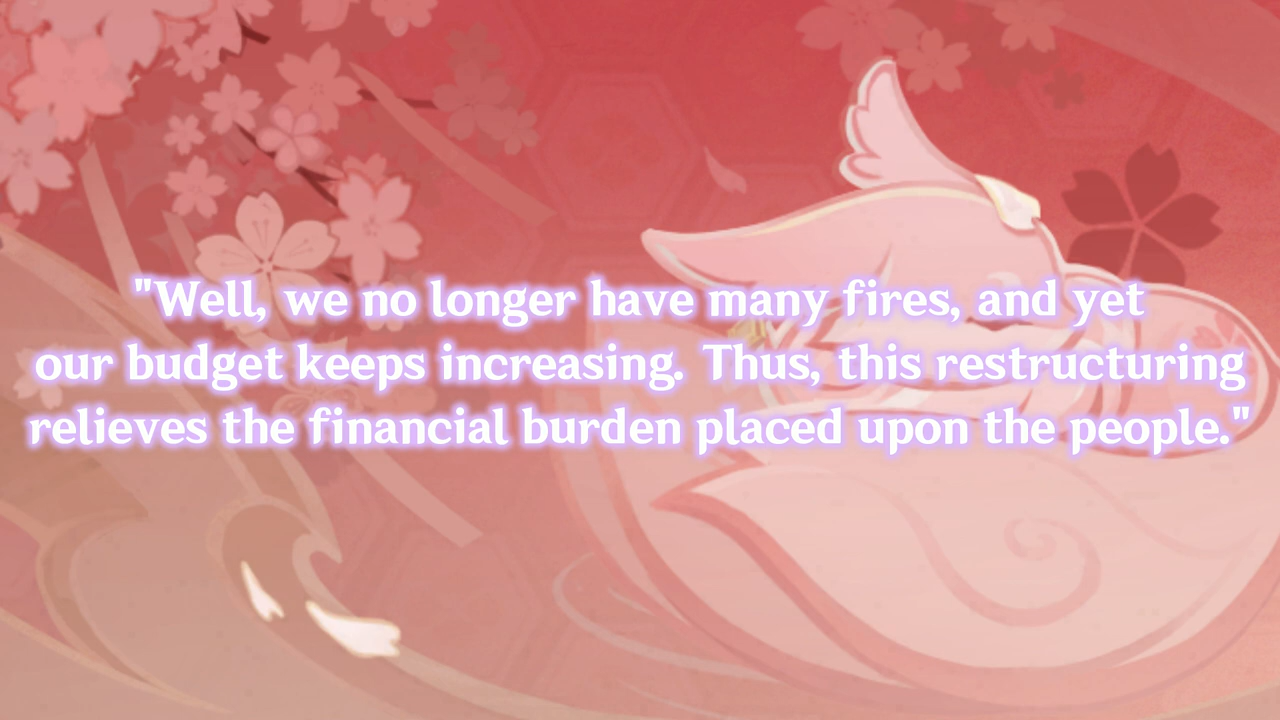 "Well, we no longer have many fires, and yet
our budget keeps increasing. Thus, this restructuring
relieves the financial burden placed upon the people."